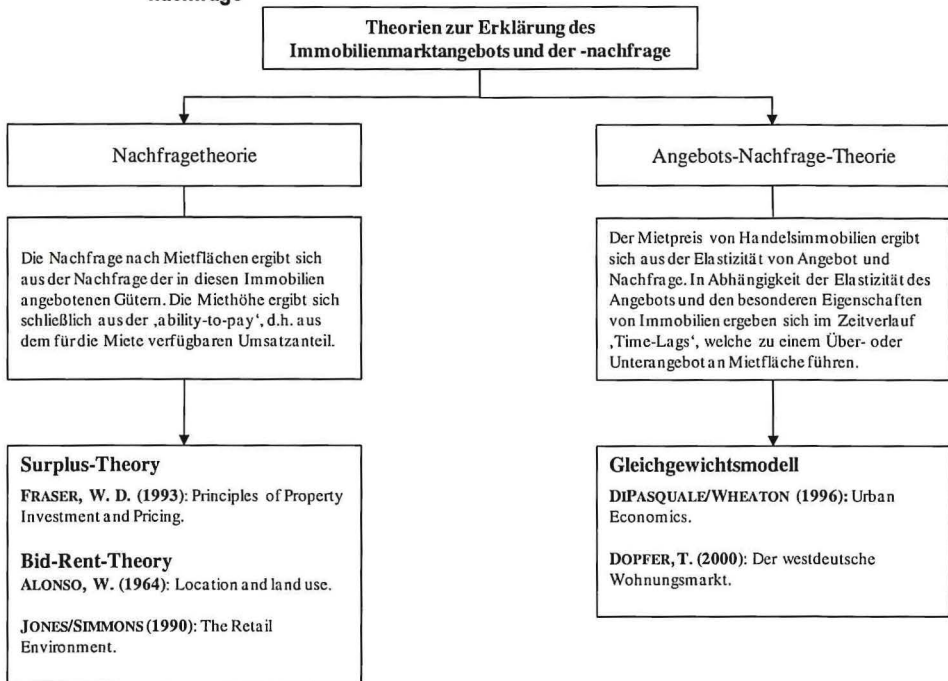 Theorien zur Erklärung des
Immobilienmarktangebots und der -nachfrage
Nachfragetheorie
Angebots-Nachfrage-Theorie
Die Nachfrage nach Mietflächen ergibt sich
aus der Nachfrage der in diesen Immobilien
angebotenen Gütern. Die Miethöhe ergibt sich
schließlich aus der ‚ability-to-pay‘, d.h. aus
dem für die Miete verfügbaren Umsatzanteil.
Der Mietpreis von Handelsimmobilien ergibt
sich aus der Elastizität von Angebot und
Nachfrage. In Abhängigkeit der Elastizität des
Angebots und den besonderen Eigenschaften
von Immobilien ergeben sich im Zeitverlauf
‚Time-Lags‘, welche zu einem Über- oder
Unterangebot an Mietfläche führen.
Surplus-Theory
FRASER, W. D. (1993): Principles of Property
Investment and Pricing.
Bid-Rent-Theory
ALONSO, W. (1964): Location and land use.
JONES/SIMMONS (1990): The Retail
Environment.
Gleichgewichtsmodell
DIPASQUALE/WHEATON (1996): Urban
Economics.
DOPFER, T. (2000): Der westdeutsche
Wohnungsmarkt.